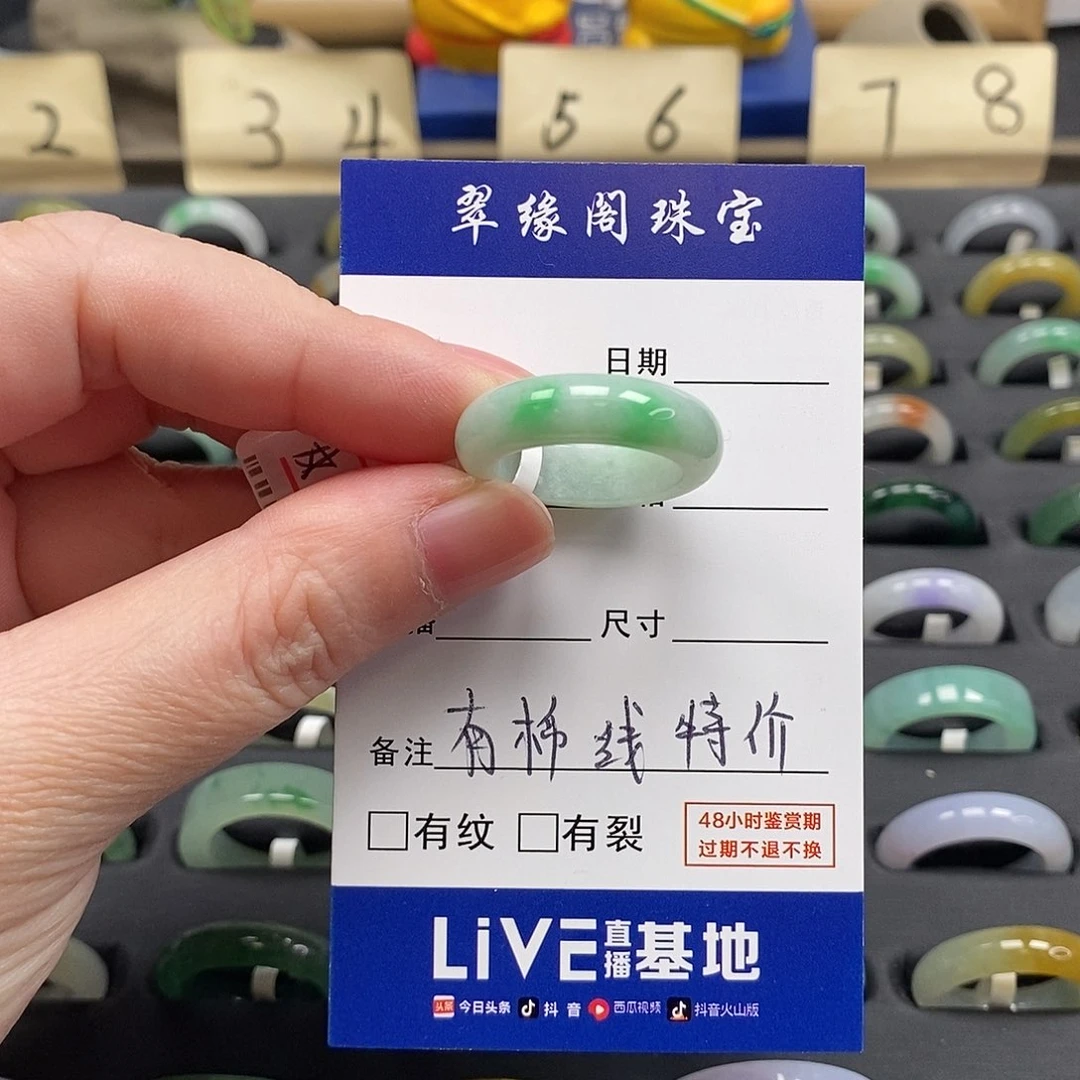 2
3 4
5 6
7 8
翠缘阁珠宝
日期
尺寸
备注 有棉线特价
□有纹 □有裂
48小时鉴赏期
过期不退不换
LiVE直播基地
头条 今日头条 抖音 西瓜视频 抖音火山版